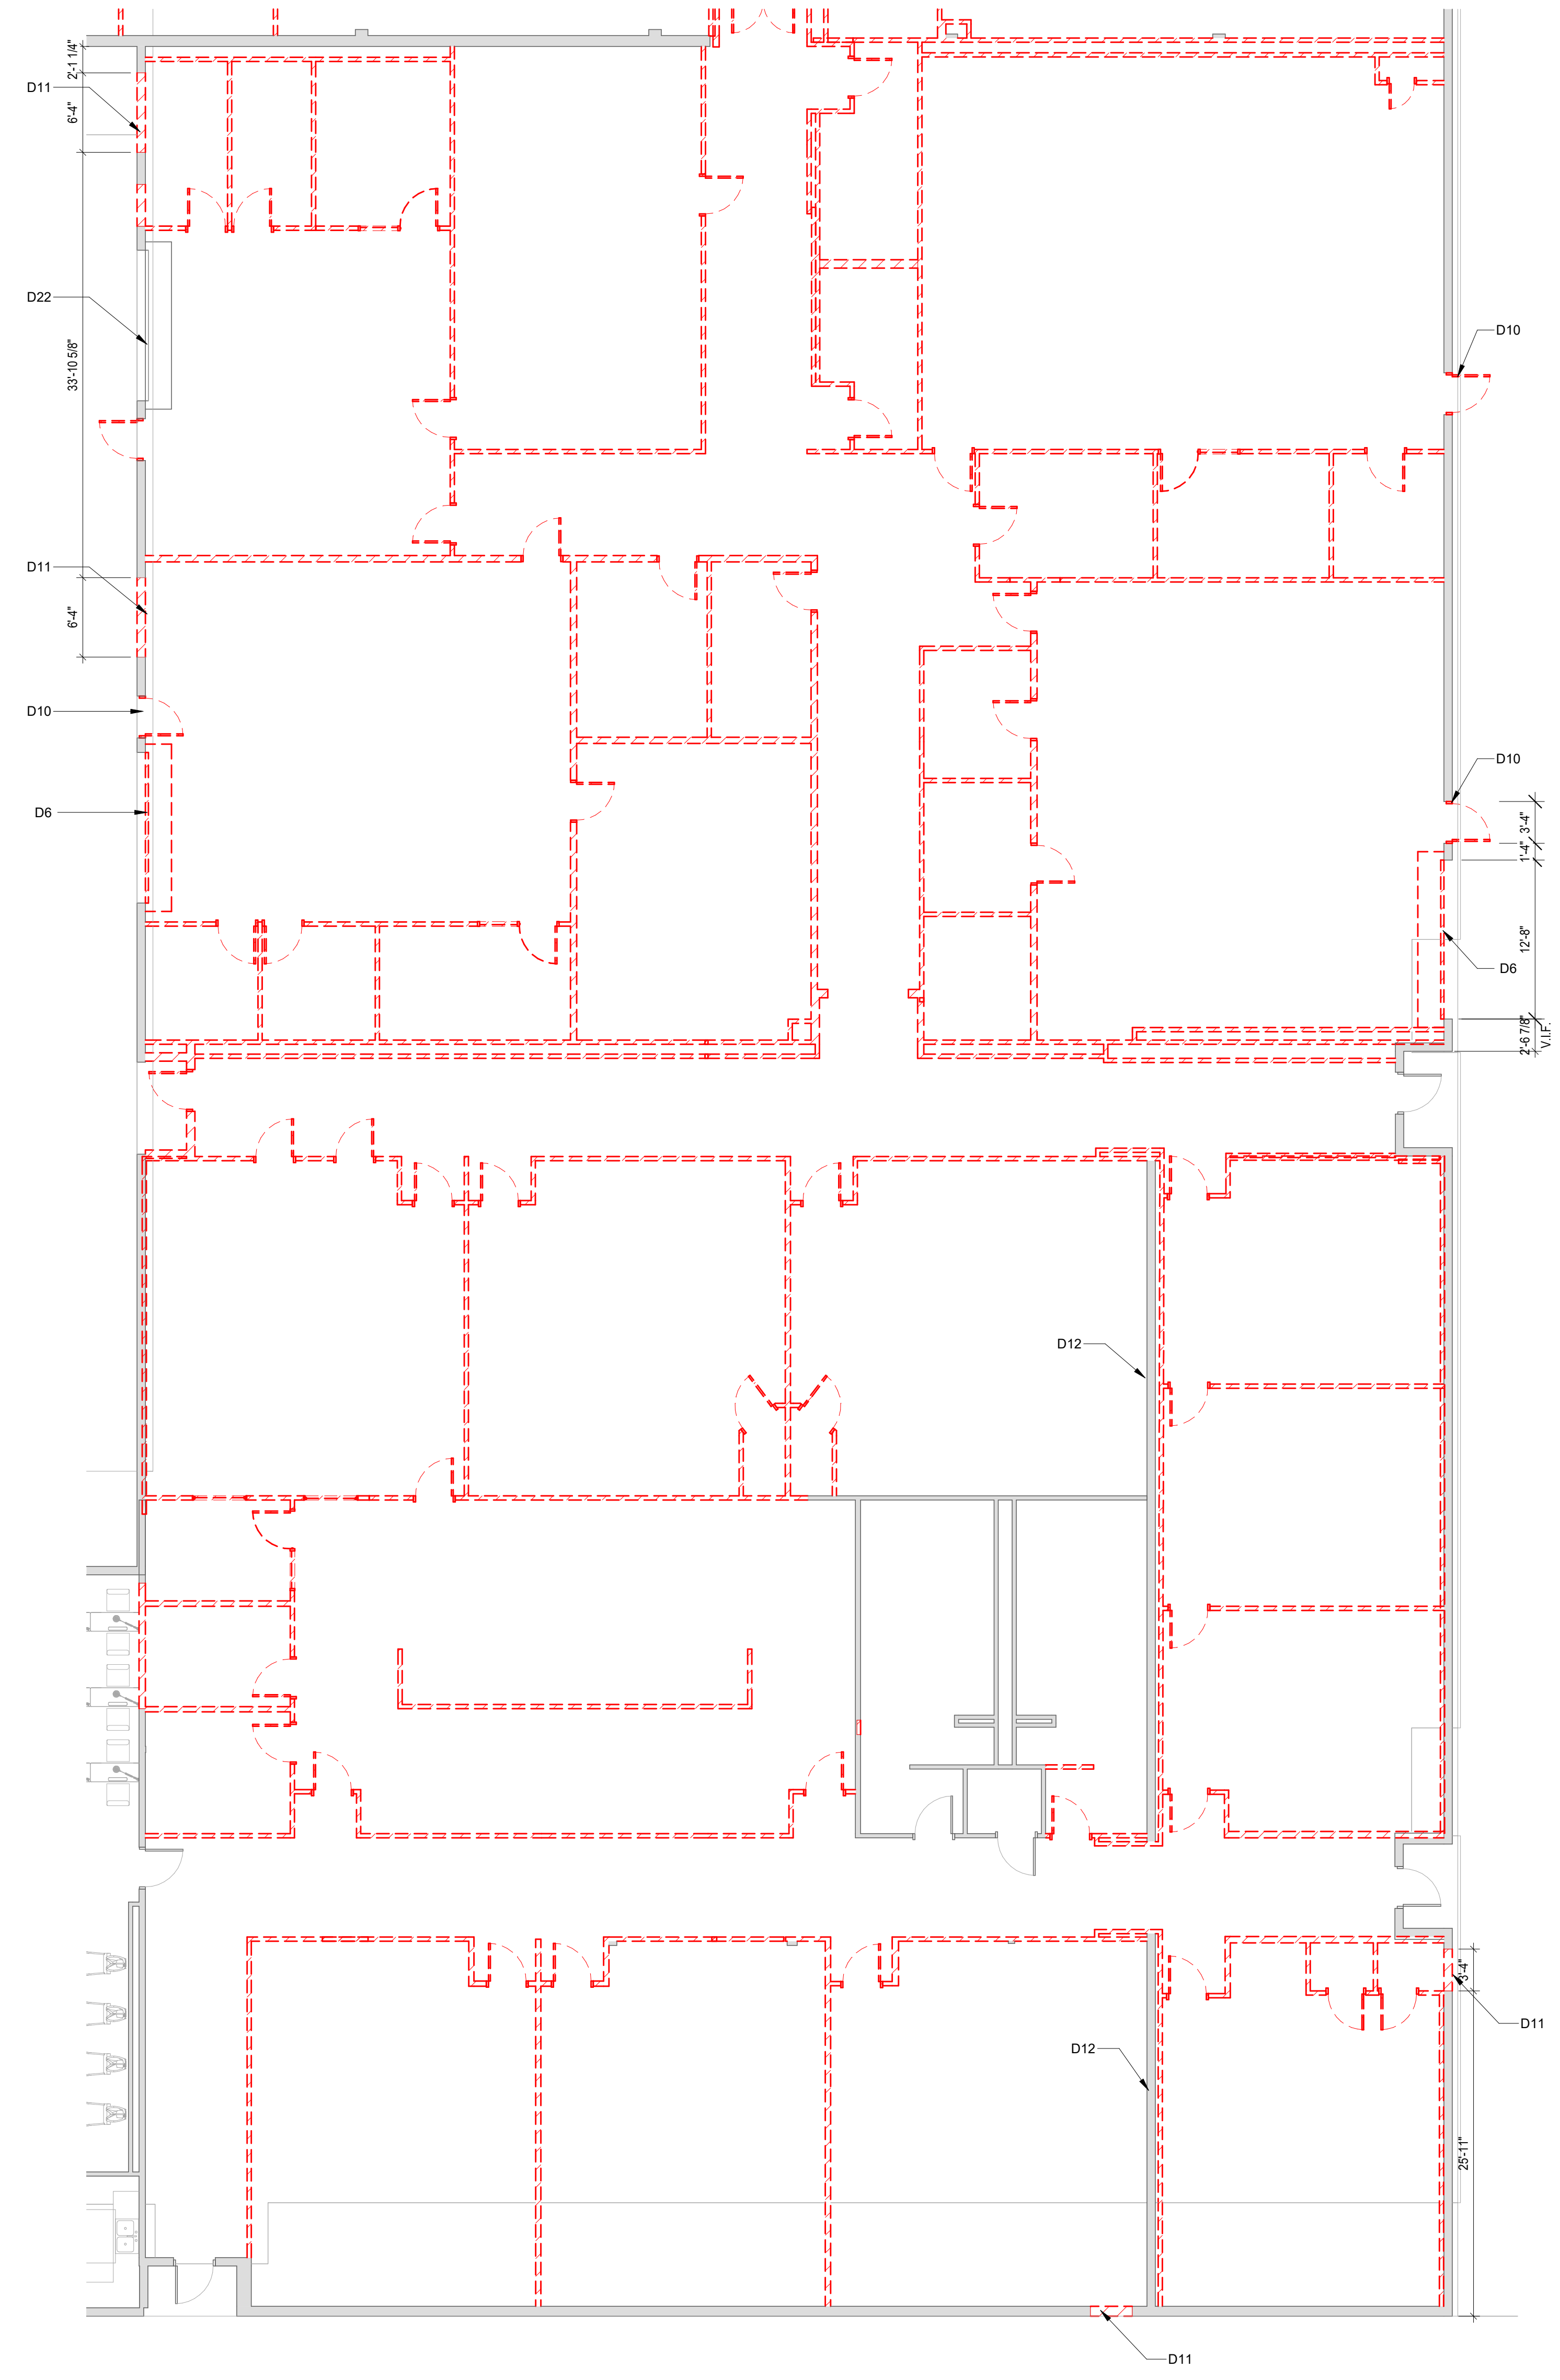 2'-1 1/4"
D11
6'-4"
D22
D10
33'-10 5/8"
D11
6'-4"
D10
D10
D6
3'-4"
1'-4"
12'-8"
D6
2'-6 7/8"
V.I.F.
D12
3'-4"
D11
D12
25'-11"
D11